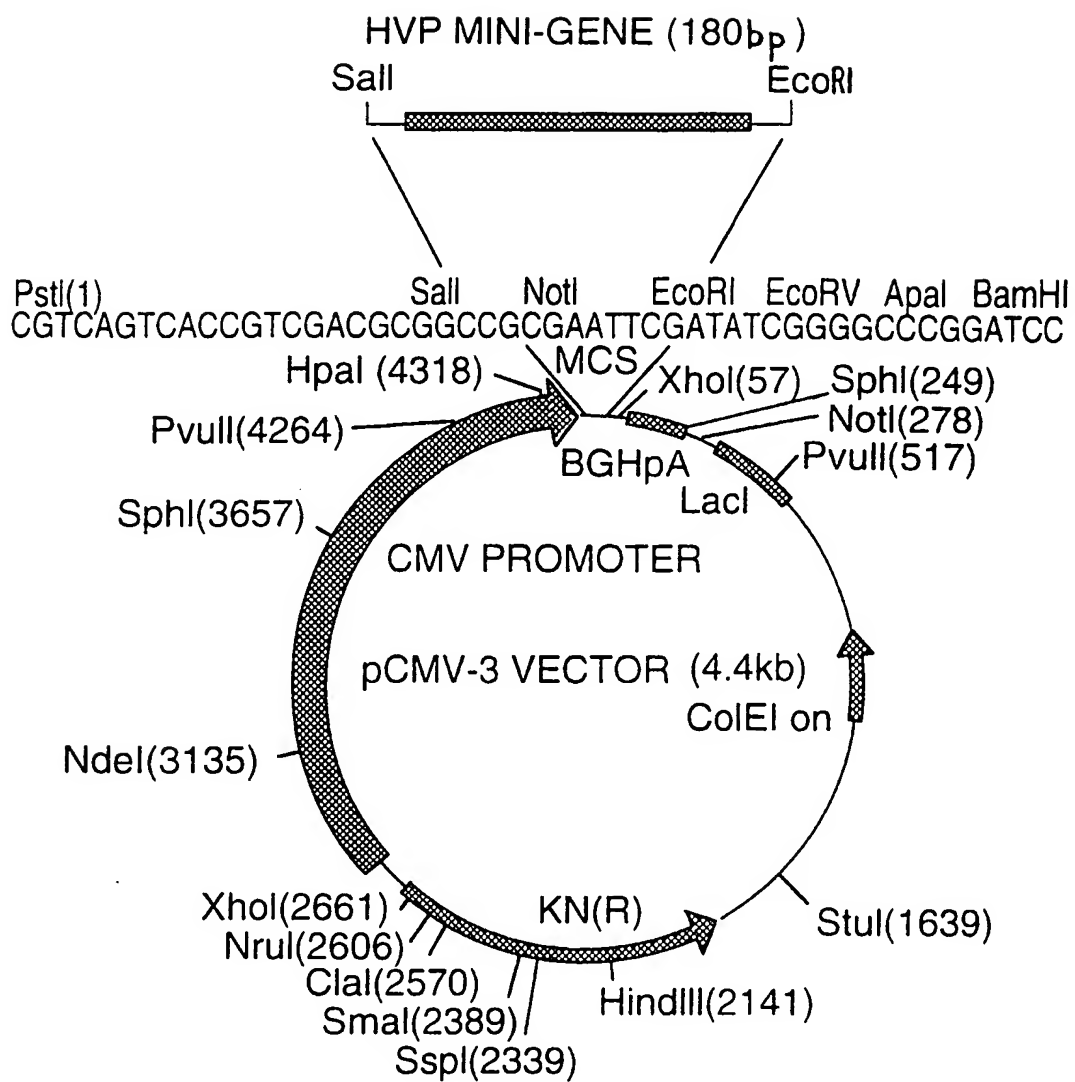 HVP MINI-GENE (180bp)
SalI EcoRI
PstI(1) SalI NotI EcoRI EcoRV ApaI BamHI
CGTCAGTCACCGTCGACGCGGCCGCGAATTCGATATCGGGGCCCGGATCC
MCS
HpaI (4318)
XhoI(57)
SphI(249)
PvuII(4264)
NotI(278)
PvuII(517)
BGHpA
LacI
SphI(3657)
CMV PROMOTER
pCMV-3 VECTOR (4.4kb)
ColEI on
NdeI(3135)
XhoI(2661)
KN(R)
StuI(1639)
NruI(2606)
ClaI(2570)
HindIII(2141)
SmaI(2389)
SspI(2339)